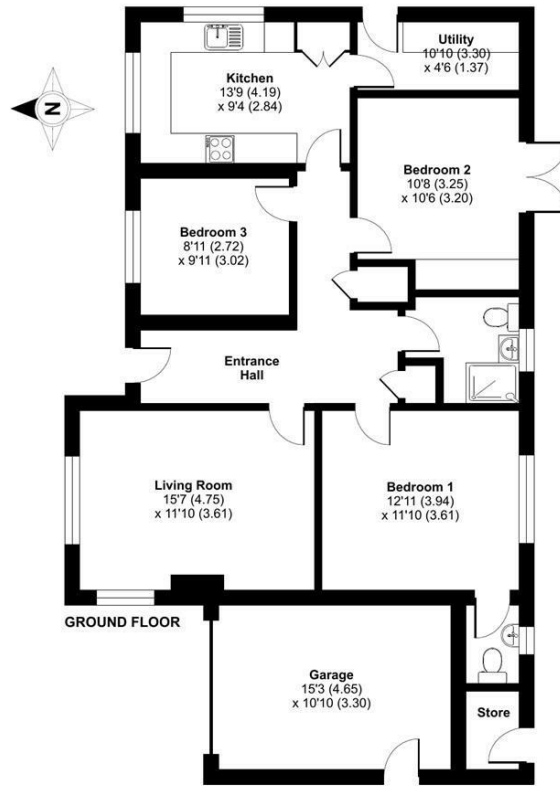 Utility
10'10 (3.30)
x 4'6 (1.37)
Kitchen
13'9 (4.19)
x 9'4 (2.84)
N
Bedroom 2
10'8 (3.25)
x 10'6 (3.20)
Bedroom 3
8'11 (2.72)
x 9'11 (3.02)
Entrance
Hall
Living Room
15'7 (4.75)
x 11'10 (3.61)
Bedroom 1
12'11 (3.94)
x 11'10 (3.61)
GROUND FLOOR
Garage
15'3 (4.65)
x 10'10 (3.30)
Store